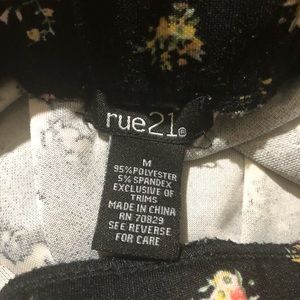 rue21®
M
95%POLYESTER
5% SPANDEX
EXCLUSIVE OF
TRIMS
MADE IN CHINA
RN 70829
SEE REVERSE
FOR CARE